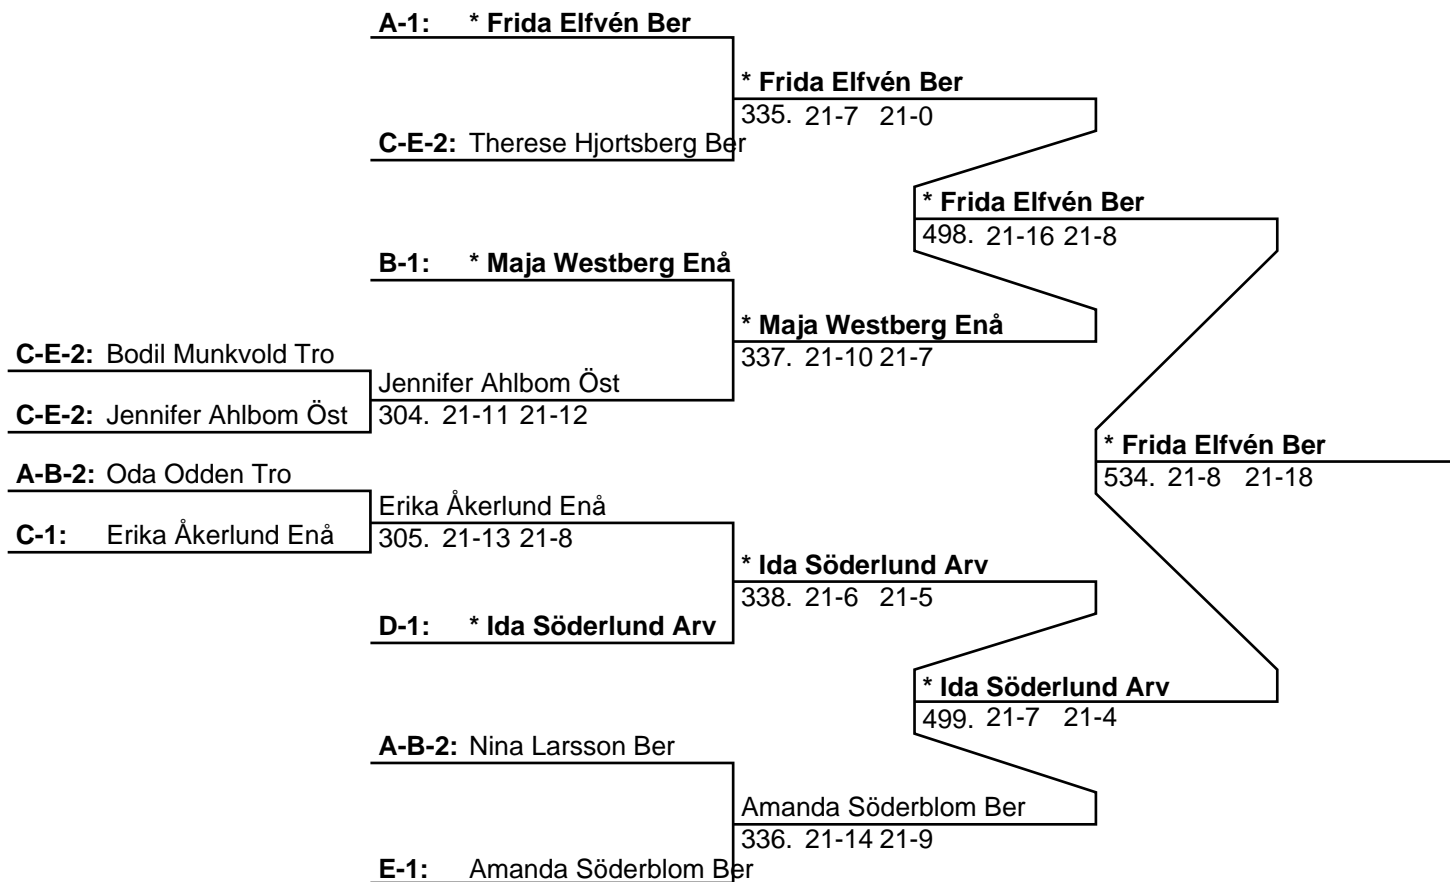 A-1: * Frida Elfvén Ber
* Frida Elfvén Ber
335. 21-7 21-0
C-E-2: Therese Hjortsberg Ber
* Frida Elfvén Ber
498. 21-16 21-8
B-1: * Maja Westberg Enå
* Maja Westberg Enå
337. 21-10 21-7
C-E-2: Bodil Munkvold Tro
Jennifer Ahlbom Öst
304. 21-11 21-12
C-E-2: Jennifer Ahlbom Öst
* Frida Elfvén Ber
534. 21-8 21-18
A-B-2: Oda Odden Tro
Erika Åkerlund Enå
305. 21-13 21-8
C-1: Erika Åkerlund Enå
* Ida Söderlund Arv
338. 21-6 21-5
D-1: * Ida Söderlund Arv
* Ida Söderlund Arv
499. 21-7 21-4
A-B-2: Nina Larsson Ber
Amanda Söderblom Ber
336. 21-14 21-9
E-1: Amanda Söderblom Ber